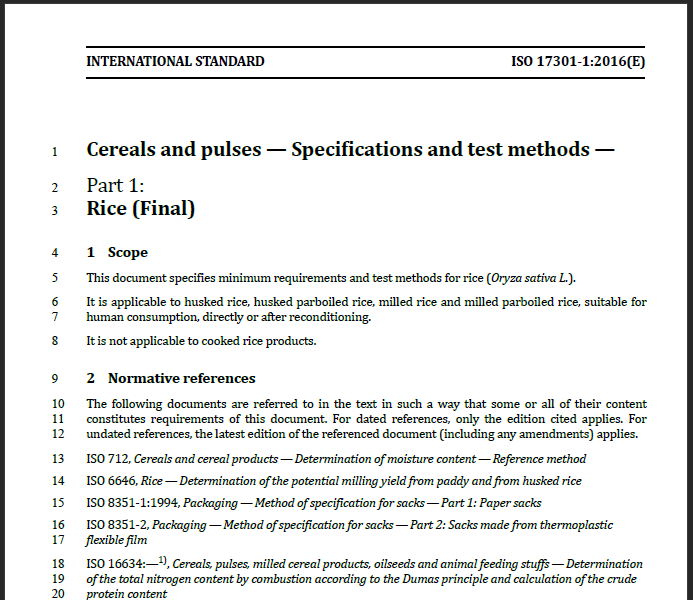 INTERNATIONAL STANDARD ISO 17301-1:2016(E)
1 Cereals and pulses — Specifications and test methods —
2 Part 1:
3 Rice (Final)
4 1 Scope
5 This document specifies minimum requirements and test methods for rice (Oryza sativa L.).
6 It is applicable to husked rice, husked parboiled rice, milled rice and milled parboiled rice, suitable for
7 human consumption, directly or after reconditioning.
8 It is not applicable to cooked rice products.
9 2 Normative references
10 The following documents are referred to in the text in such a way that some or all of their content
11 constitutes requirements of this document. For dated references, only the edition cited applies. For
12 undated references, the latest edition of the referenced document (including any amendments) applies.
13 ISO 712, Cereals and cereal products — Determination of moisture content — Reference method
14 ISO 6646, Rice — Determination of the potential milling yield from paddy and from husked rice
15 ISO 8351-1:1994, Packaging — Method of specification for sacks — Part 1: Paper sacks
16 ISO 8351-2, Packaging — Method of specification for sacks — Part 2: Sacks made from thermoplastic
17 flexible film
18 ISO 16634:—1), Cereals, pulses, milled cereal products, oilseeds and animal feeding stuffs — Determination
19 of the total nitrogen content by combustion according to the Dumas principle and calculation of the crude
20 protein content